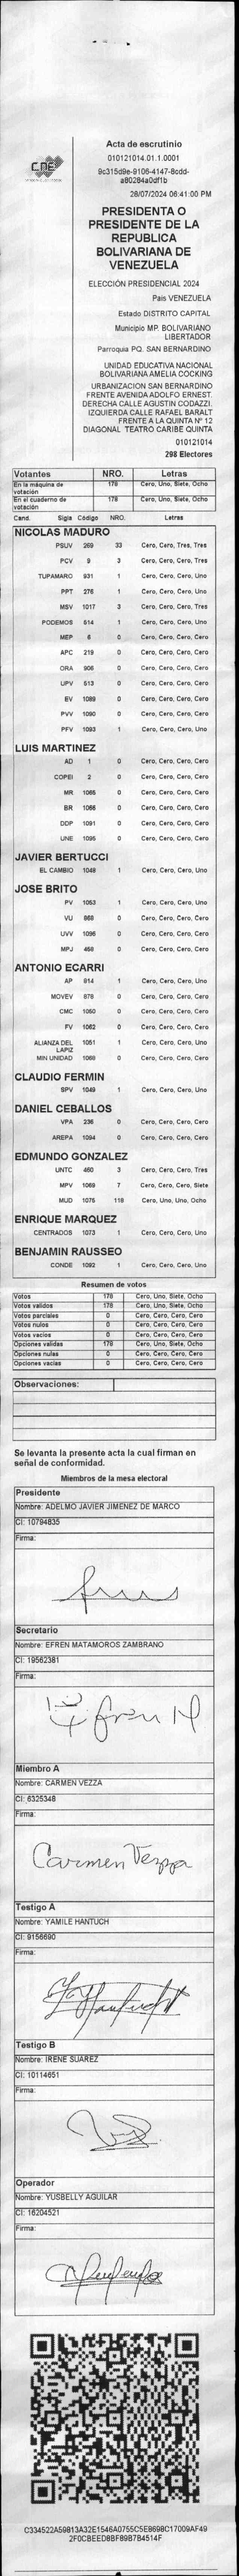 CNE
Acta de escrutinio
010121014.01.1.0001
9c315d9e-9106-4147-8cdd-
a80284a0df1b
28/07/2024 06:41:00 PM
PRESIDENTA O
PRESIDENTE DE LA
REPUBLICA
BOLIVARIANA DE
VENEZUELA
ELECCIÓN PRESIDENCIAL 2024
País VENEZUELA
Estado DISTRITO CAPITAL
Municipio MP. BOLIVARIANO
LIBERTADOR
Parroquia PQ. SAN BERNARDINO
UNIDAD EDUCATIVA NACIONAL
BOLIVARIANA AMELIA COCKING
URBANIZACION SAN BERNARDINO
FRENTE AVENIDA ADOLFO ERNEST.
DERECHA CALLE AGUSTIN CODAZZI.
IZQUIERDA CALLE RAFAEL BARALT
FRENTE A LA QUINTA N° 12
DIAGONAL TEATRO CARIBE QUINTA
010121014
298 Electores
Votantes NRO. Letras
En la máquina de votación 178 Cero, Uno, Siete, Ocho
En el cuaderno de votación 178 Cero, Uno, Siete, Ocho
Cand. Sigla Código NRO. Letras
NICOLAS MADURO
PSUV 269 33 Cero, Cero, Tres, Tres
PCV 9 3 Cero, Cero, Cero, Tres
TUPAMARO 931 1 Cero, Cero, Cero, Uno
PPT 276 1 Cero, Cero, Cero, Uno
MSV 1017 3 Cero, Cero, Cero, Tres
PODEMOS 514 1 Cero, Cero, Cero, Uno
MEP 6 0 Cero, Cero, Cero, Cero
APC 219 0 Cero, Cero, Cero, Cero
ORA 906 0 Cero, Cero, Cero, Cero
UPV 513 0 Cero, Cero, Cero, Cero
EV 1089 0 Cero, Cero, Cero, Cero
PVV 1090 0 Cero, Cero, Cero, Cero
PFV 1093 1 Cero, Cero, Cero, Uno
LUIS MARTINEZ
AD 1 0 Cero, Cero, Cero, Cero
COPEI 2 0 Cero, Cero, Cero, Cero
MR 1065 0 Cero, Cero, Cero, Cero
BR 1066 0 Cero, Cero, Cero, Cero
DDP 1091 0 Cero, Cero, Cero, Cero
UNE 1095 0 Cero, Cero, Cero, Cero
JAVIER BERTUCCI
EL CAMBIO 1048 1 Cero, Cero, Cero, Uno
JOSE BRITO
PV 1053 1 Cero, Cero, Cero, Uno
VU 868 0 Cero, Cero, Cero, Cero
UVV 1096 0 Cero, Cero, Cero, Cero
MPJ 468 0 Cero, Cero, Cero, Cero
ANTONIO ECARRI
AP 914 1 Cero, Cero, Cero, Uno
MOVEV 878 0 Cero, Cero, Cero, Cero
CMC 1050 0 Cero, Cero, Cero, Cero
FV 1062 0 Cero, Cero, Cero, Cero
ALIANZA DEL LAPIZ 1051 1 Cero, Cero, Cero, Uno
MIN UNIDAD 1069 0 Cero, Cero, Cero, Cero
CLAUDIO FERMIN
SPV 1049 1 Cero, Cero, Cero, Uno
DANIEL CEBALLOS
VPA 236 0 Cero, Cero, Cero, Cero
AREPA 1094 0 Cero, Cero, Cero, Cero
EDMUNDO GONZALEZ
UNTC 460 3 Cero, Cero, Cero, Tres
MPV 1069 7 Cero, Cero, Cero, Siete
MUD 1075 118 Cero, Uno, Uno, Ocho
ENRIQUE MARQUEZ
CENTRADOS 1073 1 Cero, Cero, Cero, Uno
BENJAMIN RAUSSEO
CONDE 1092 1 Cero, Cero, Cero, Uno
Resumen de votos
Votos 178 Cero, Uno, Siete, Ocho
Votos validos 178 Cero, Uno, Siete, Ocho
Votos parciales 0 Cero, Cero, Cero, Cero
Votos nulos 0 Cero, Cero, Cero, Cero
Votos vacios 0 Cero, Cero, Cero, Cero
Opciones validas 178 Cero, Uno, Siete, Ocho
Opciones nulas 0 Cero, Cero, Cero, Cero
Opciones vacias 0 Cero, Cero, Cero, Cero
Observaciones:
Se levanta la presente acta la cual firman en
señal de conformidad.
Miembros de la mesa electoral
Presidente
Nombre: ADELMO JAVIER JIMENEZ DE MARCO
CI: 10794835
Firma:
Secretario
Nombre: EFREN MATAMOROS ZAMBRANO
CI: 19562381
Firma:
Efren M
Miembro A
Nombre: CARMEN VEZZA
CI: 6325348
Firma:
Carmen Vezza
Testigo A
Nombre: YAMILE HANTUCH
CI: 9156690
Firma:
Testigo B
Nombre: IRENE SUAREZ
CI: 10114651
Firma:
Operador
Nombre: YUSBELLY AGUILAR
CI: 16204521
Firma:
C334522A59813A32E1546A0755C5E8698C17009AF49
2F0CBEED8BF89B7B4514F